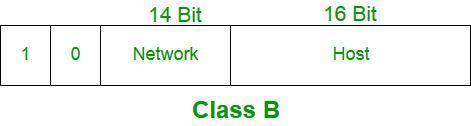 14 Bit 16 Bit
1 0 Network Host
Class B